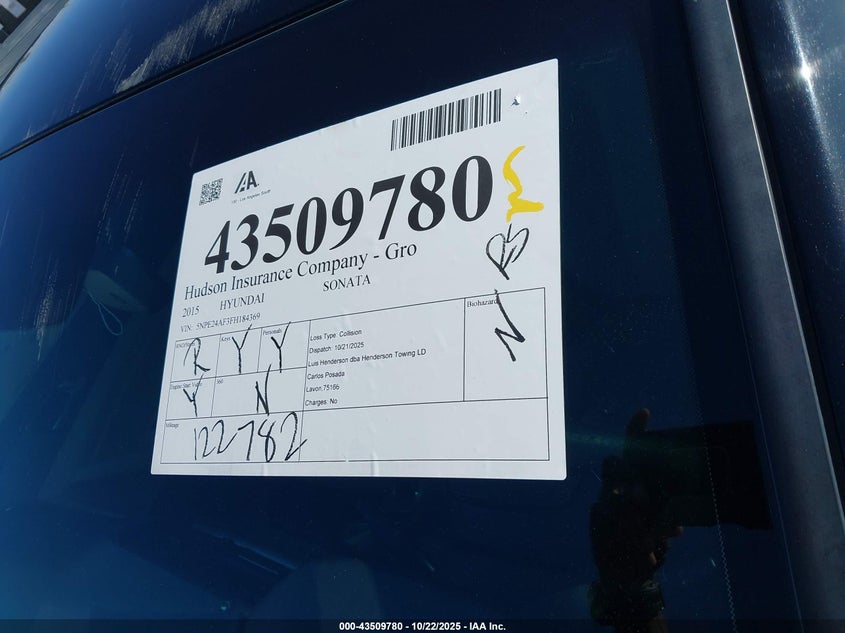 IAA
43509780
Hudson Insurance Company - Gro
2015 HYUNDAI SONATA
VIN: 5NPE24AF3FH184369
Keys Personals
R Y Y
Loss Type: Collision
Dispatch: 10/21/2025
Luis Henderson dba Henderson Towing LD
Carlos Posada
Lavon 75166
Charges: No
Biohazard
N
360
Y N
Mileage
122782
000-43509780 - 10/22/2025 - IAA Inc.